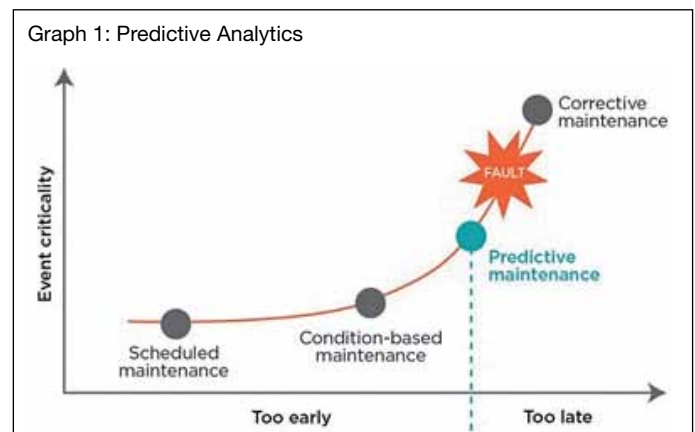 Graph 1: Predictive Analytics
Event criticality
Corrective
maintenance
FAULT
Predictive
maintenance
Condition-based
maintenance
Scheduled
maintenance
Too early
Too late